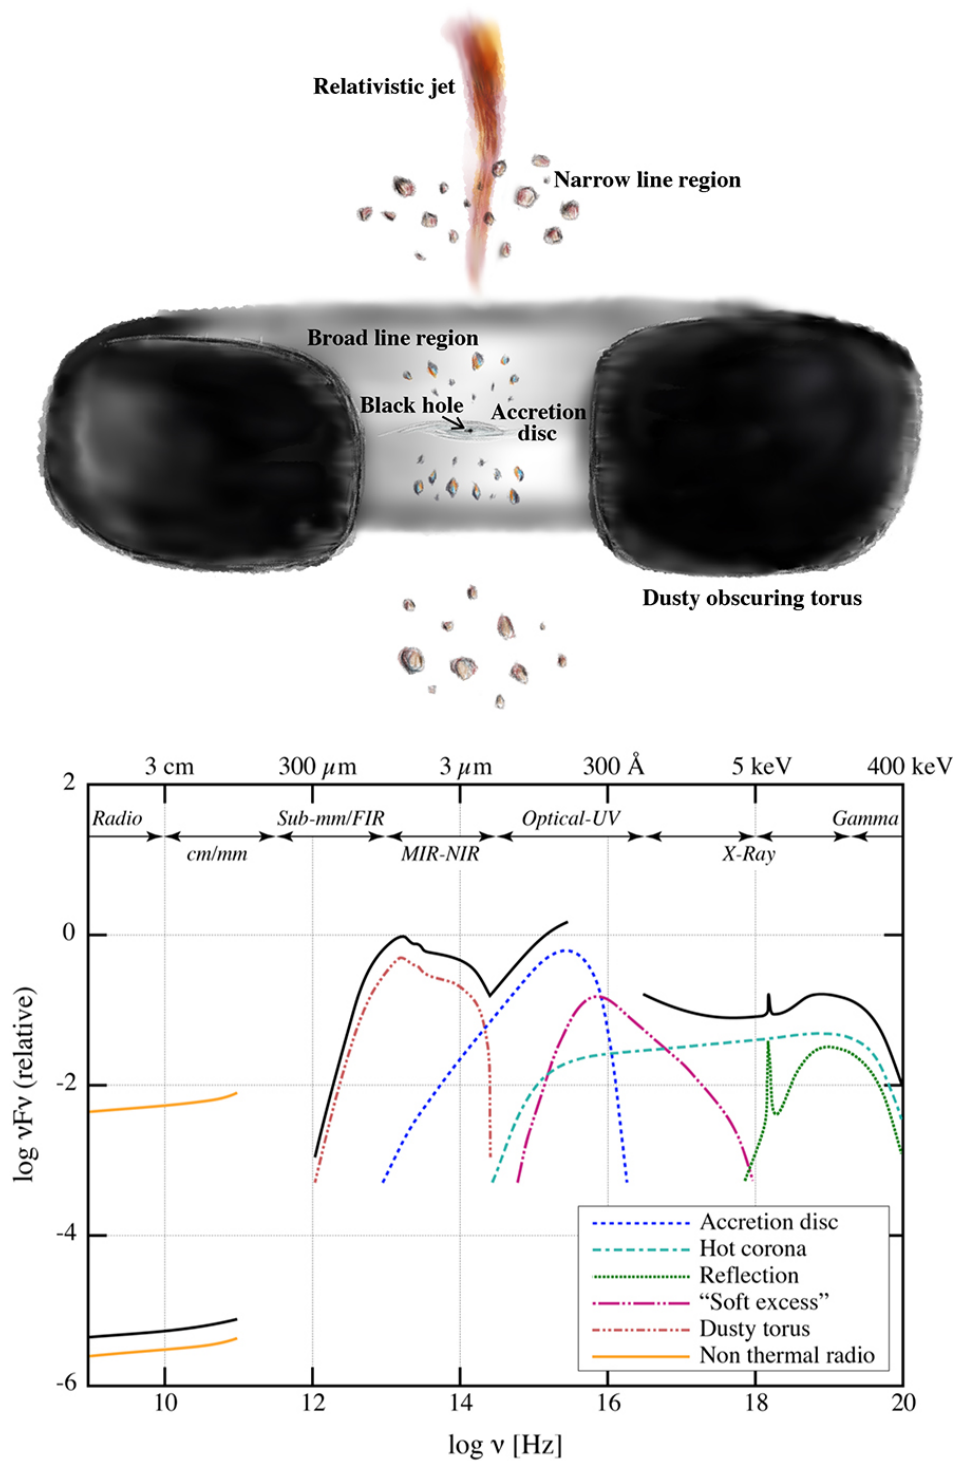 Relativistic jet
Narrow line region
Broad line region
Black hole
Accretion
disc
Dusty obscuring torus
3 cm
300 µm
3 µm
300 Å
5 keV
400 keV
2
Radio
Sub-mm/FIR
Optical-UV
Gamma
cm/mm
MIR-NIR
X-Ray
0
-2
-4
-6
log νFν (relative)
Accretion disc
Hot corona
Reflection
“Soft excess”
Dusty torus
Non thermal radio
10
12
14
16
18
20
log ν [Hz]